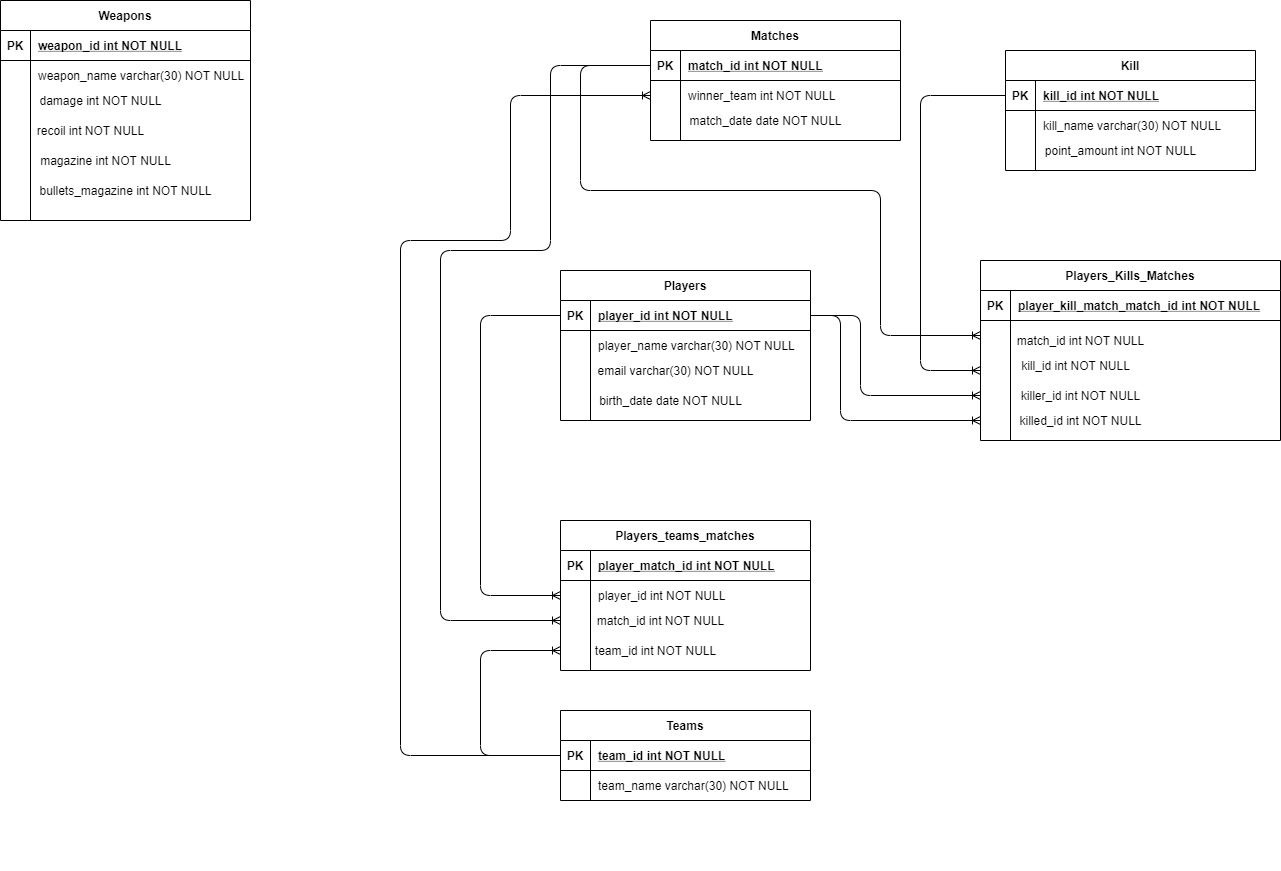 Weapons
PK weapon_id int NOT NULL
weapon_name varchar(30) NOT NULL
damage int NOT NULL
recoil int NOT NULL
magazine int NOT NULL
bullets_magazine int NOT NULL
Matches
PK match_id int NOT NULL
winner_team int NOT NULL
match_date date NOT NULL
Kill
PK kill_id int NOT NULL
kill_name varchar(30) NOT NULL
point_amount int NOT NULL
Players
PK player_id int NOT NULL
player_name varchar(30) NOT NULL
email varchar(30) NOT NULL
birth_date date NOT NULL
Players_Kills_Matches
PK player_kill_match_match_id int NOT NULL
match_id int NOT NULL
kill_id int NOT NULL
killer_id int NOT NULL
killed_id int NOT NULL
Players_teams_matches
PK player_match_id int NOT NULL
player_id int NOT NULL
match_id int NOT NULL
team_id int NOT NULL
Teams
PK team_id int NOT NULL
team_name varchar(30) NOT NULL